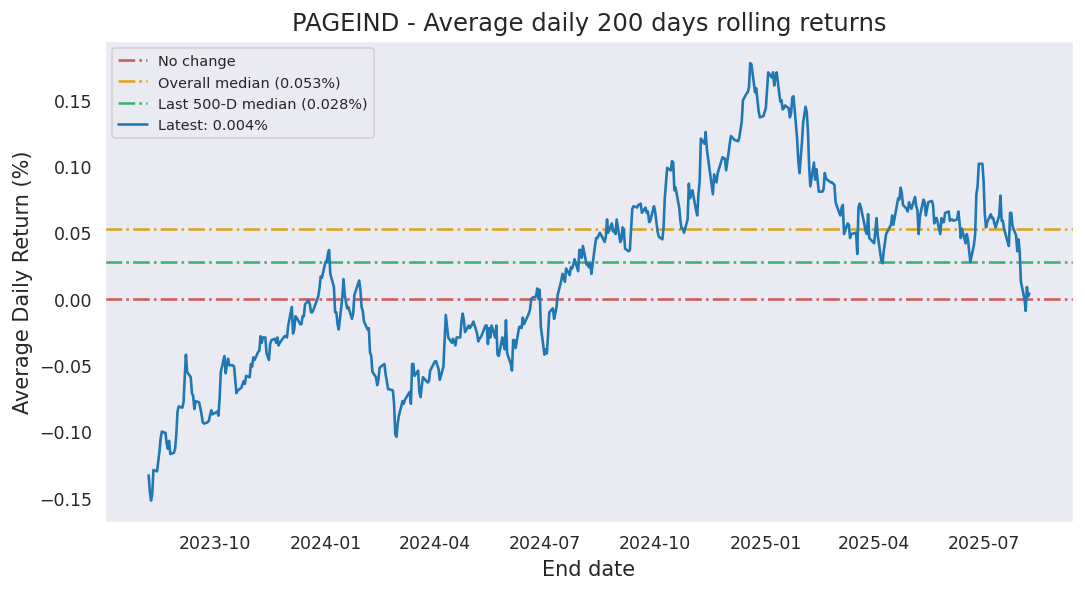 PAGEIND - Average daily 200 days rolling returns
No change
Overall median (0.053%)
Last 500-D median (0.028%)
Latest: 0.004%
Average Daily Return (%)
0.15
0.10
0.05
0.00
−0.05
−0.10
−0.15
2023-10 2024-01 2024-04 2024-07 2024-10 2025-01 2025-04 2025-07
End date